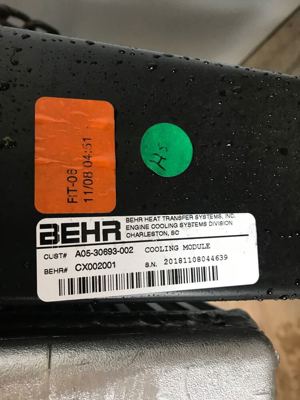 FIT-06
11/08 04:51
BEHR
BEHR HEAT TRANSFER SYSTEMS, INC.
ENGINE COOLING SYSTEMS DIVISION
CHARLESTON, SC
CUST# A05-30693-002 COOLING MODULE
BEHR# CX002001 S.N. 20181108044639